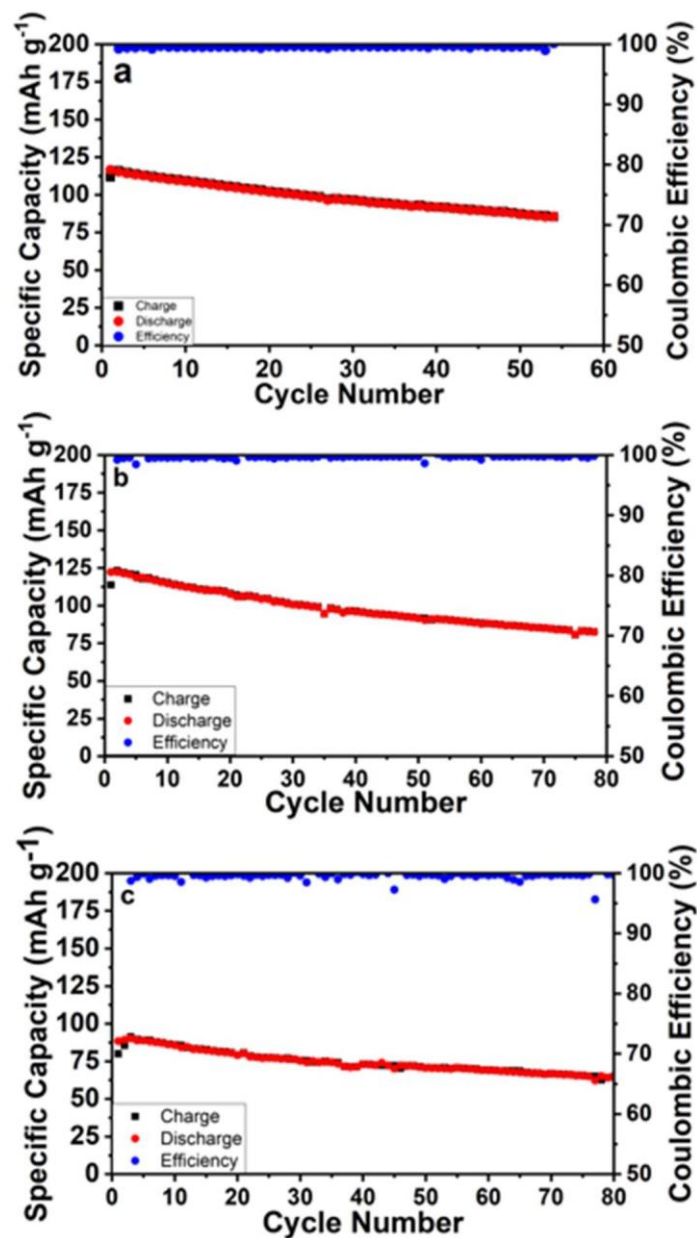 a
Specific Capacity (mAh g-1)
200
175
150
125
100
75
50
25
0
Charge
Discharge
Efficiency
0 10 20 30 40 50 60
Cycle Number
100
90
80
70
60
50
Coulombic Efficiency (%)
b
Specific Capacity (mAh g-1)
200
175
150
125
100
75
50
25
0
Charge
Discharge
Efficiency
0 10 20 30 40 50 60 70 80
Cycle Number
100
90
80
70
60
50
Coulombic Efficiency (%)
c
Specific Capacity (mAh g-1)
200
175
150
125
100
75
50
25
0
Charge
Discharge
Efficiency
0 10 20 30 40 50 60 70 80
Cycle Number
100
90
80
70
60
50
Coulombic Efficiency (%)